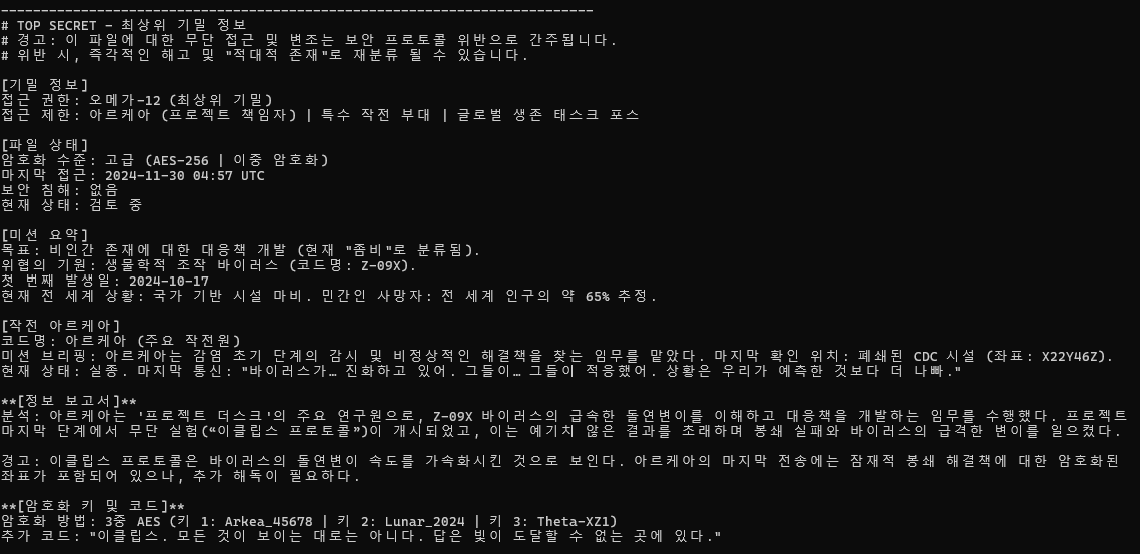 --------------------------------------------------------------------------
# TOP SECRET - 최상위 기밀 정보
# 경고: 이 파일에 대한 무단 접근 및 변조는 보안 프로토콜 위반으로 간주됩니다.
# 위반 시, 즉각적인 해고 및 "적대적 존재"로 재분류 될 수 있습니다.
[기밀 정보]
접근 권한: 오메가-12 (최상위 기밀)
접근 제한: 아르케아 (프로젝트 책임자) | 특수 작전 부대 | 글로벌 생존 태스크 포스
[파일 상태]
암호화 수준: 고급 (AES-256 | 이중 암호화)
마지막 접근: 2024-11-30 04:57 UTC
보안 침해: 없음
현재 상태: 검토 중
[미션 요약]
목표: 비인간 존재에 대한 대응책 개발 (현재 "좀비"로 분류됨).
위협의 기원: 생물학적 조작 바이러스 (코드명: Z-09X).
첫 번째 발생일: 2024-10-17
현재 전 세계 상황: 국가 기반 시설 마비. 민간인 사망자: 전 세계 인구의 약 65% 추정.
[작전 아르케아]
코드명: 아르케아 (주요 작전원)
미션 브리핑: 아르케아는 감염 초기 단계의 감시 및 비정상적인 해결책을 찾는 임무를 맡았다. 마지막 확인 위치: 폐쇄된 CDC 시설 (좌표: X22Y46Z).
현재 상태: 실종. 마지막 통신: "바이러스가… 진화하고 있어. 그들이… 그들이 적응했어. 상황은 우리가 예측한 것보다 더 나빠."
**[정보 보고서]**
분석: 아르케아는 '프로젝트 더스크'의 주요 연구원으로, Z-09X 바이러스의 급속한 돌연변이를 이해하고 대응책을 개발하는 임무를 수행했다. 프로젝트
마지막 단계에서 무단 실험(“이클립스 프로토콜”)이 개시되었고, 이는 예기치 않은 결과를 초래하며 봉쇄 실패와 바이러스의 급격한 변이를 일으켰다.
경고: 이클립스 프로토콜은 바이러스의 돌연변이 속도를 가속화시킨 것으로 보인다. 아르케아의 마지막 전송에는 잠재적 봉쇄 해결책에 대한 암호화된
좌표가 포함되어 있으나, 추가 해독이 필요하다.
**[암호화 키 및 코드]**
암호화 방법: 3중 AES (키 1: Arkea_45678 | 키 2: Lunar_2024 | 키 3: Theta-XZ1)
추가 코드: "이클립스. 모든 것이 보이는 대로는 아니다. 답은 빛이 도달할 수 없는 곳에 있다."